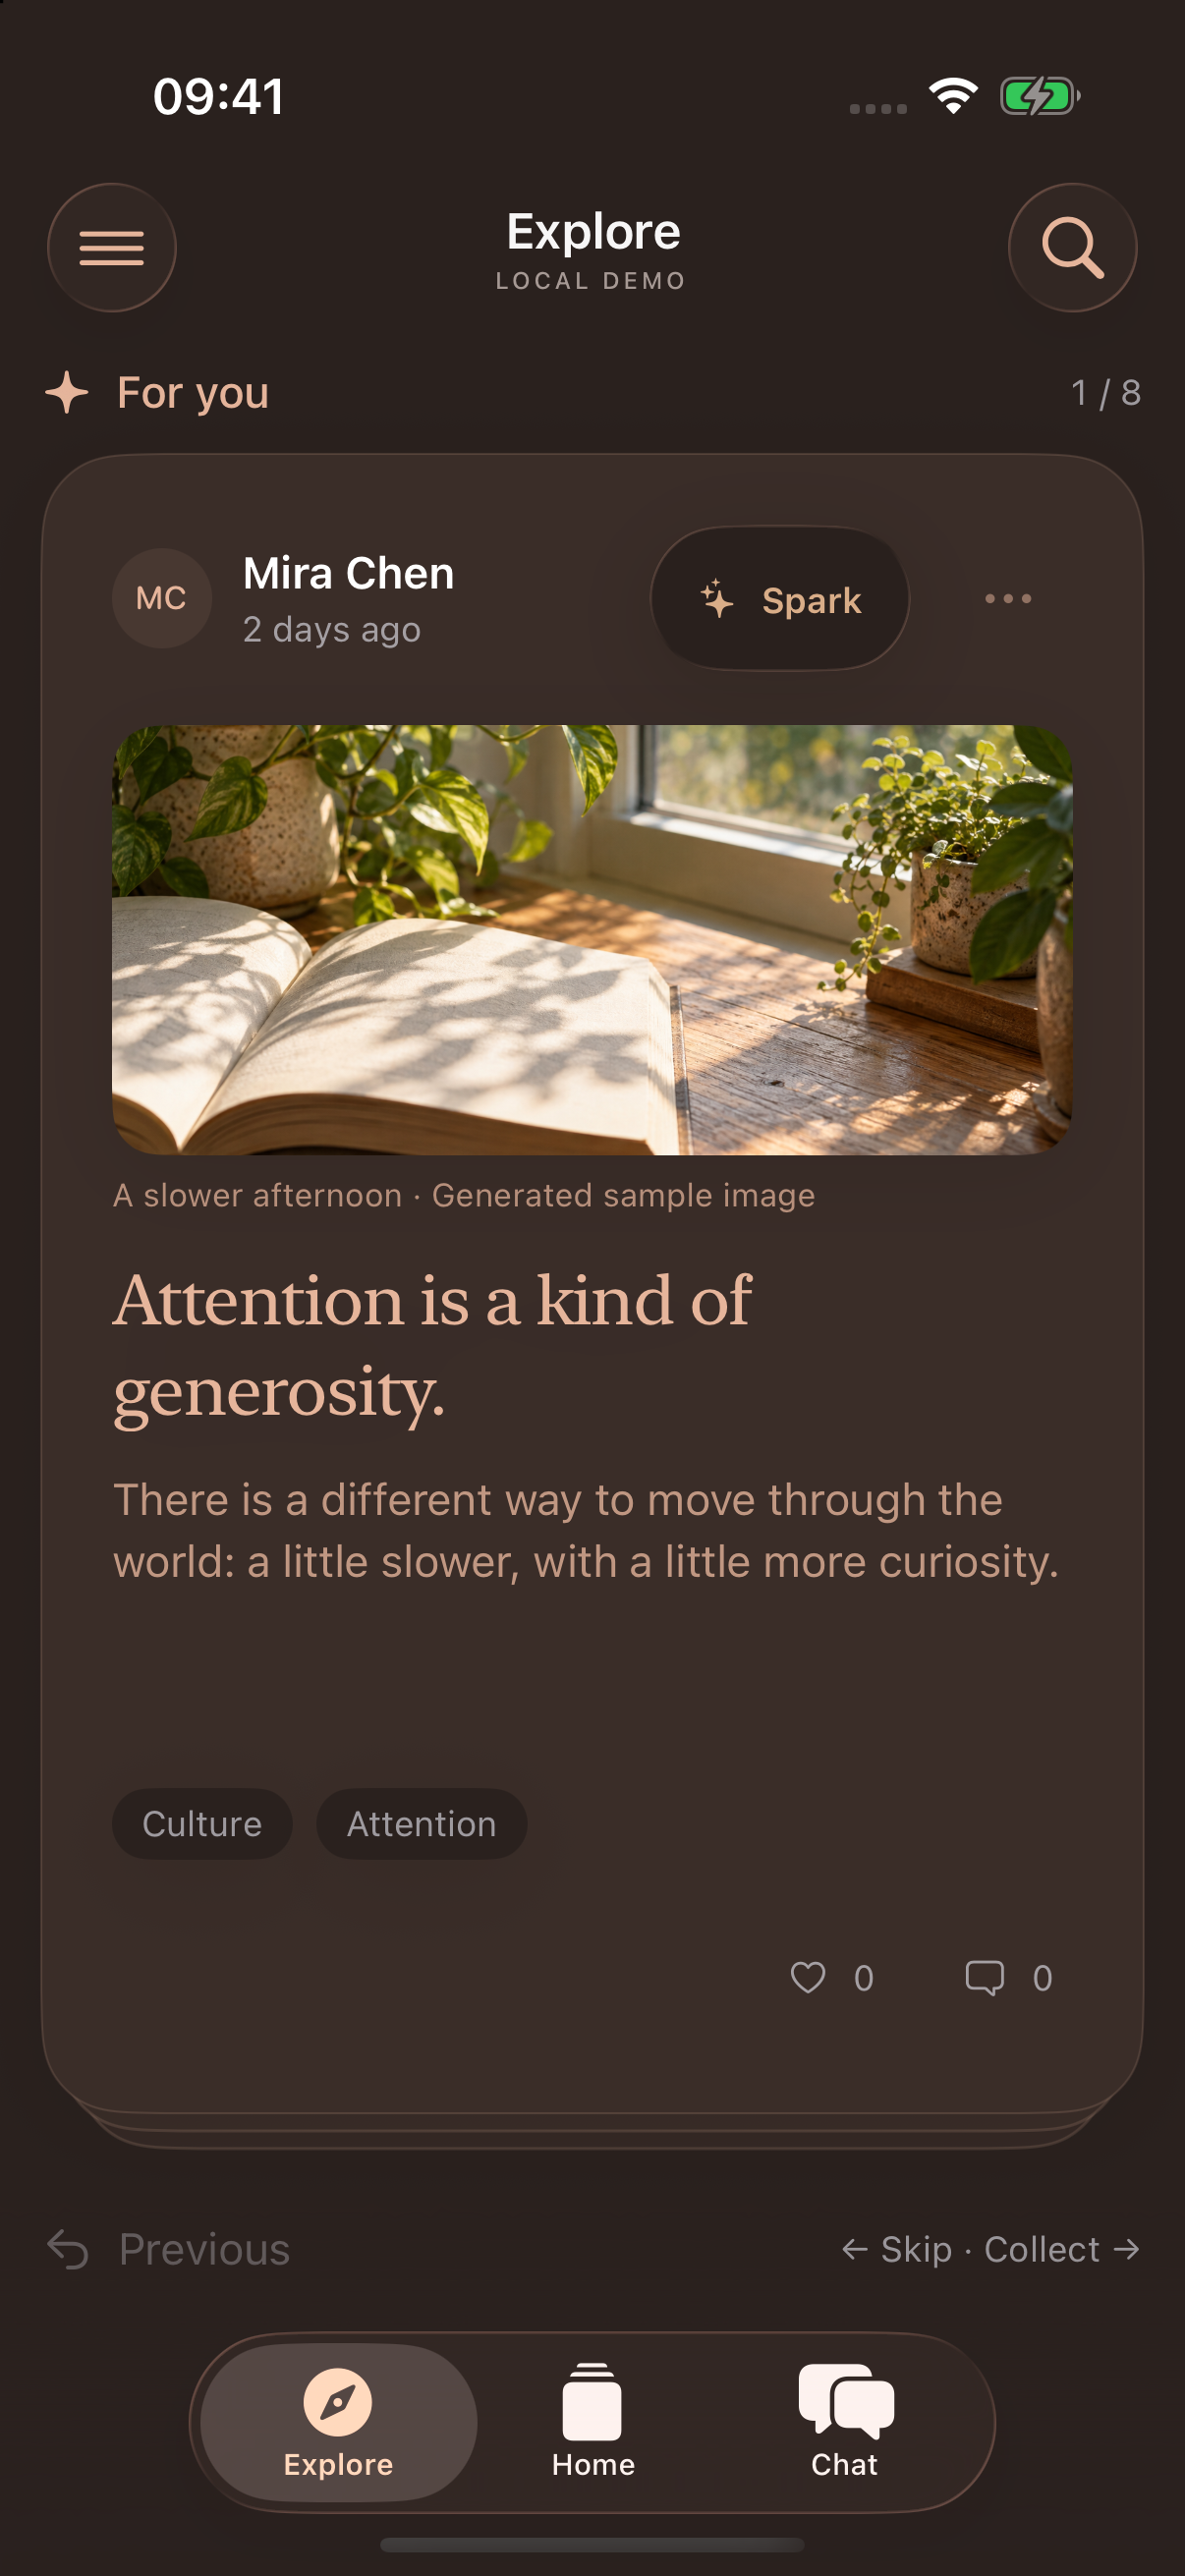 09:41
Explore
LOCAL DEMO
For you
1 / 8
MC
Mira Chen
2 days ago
Spark
A slower afternoon · Generated sample image
Attention is a kind of
generosity.
There is a different way to move through the
world: a little slower, with a little more curiosity.
Culture
Attention
0
0
Previous
← Skip · Collect →
Explore
Home
Chat